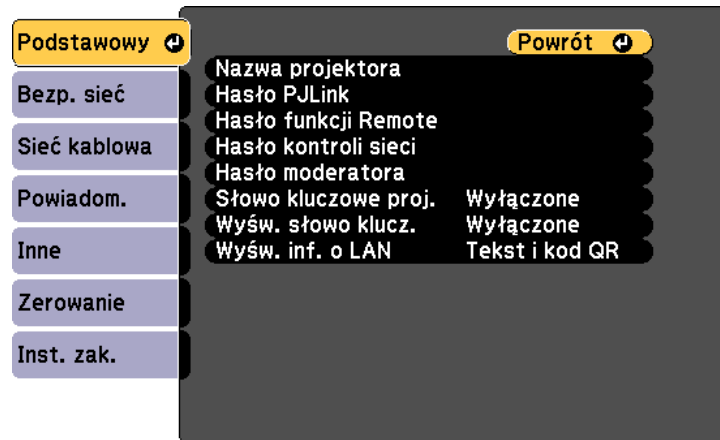 Podstawowy
Bezp. sieć
Sieć kablowa
Powiadom.
Inne
Zerowanie
Inst. zak.
Powrót
Nazwa projektora
Hasło PJLink
Hasło funkcji Remote
Hasło kontroli sieci
Hasło moderatora
Słowo kluczowe proj. Wyłączone
Wyśw. słowo klucz. Wyłączone
Wyśw. inf. o LAN Tekst i kod QR